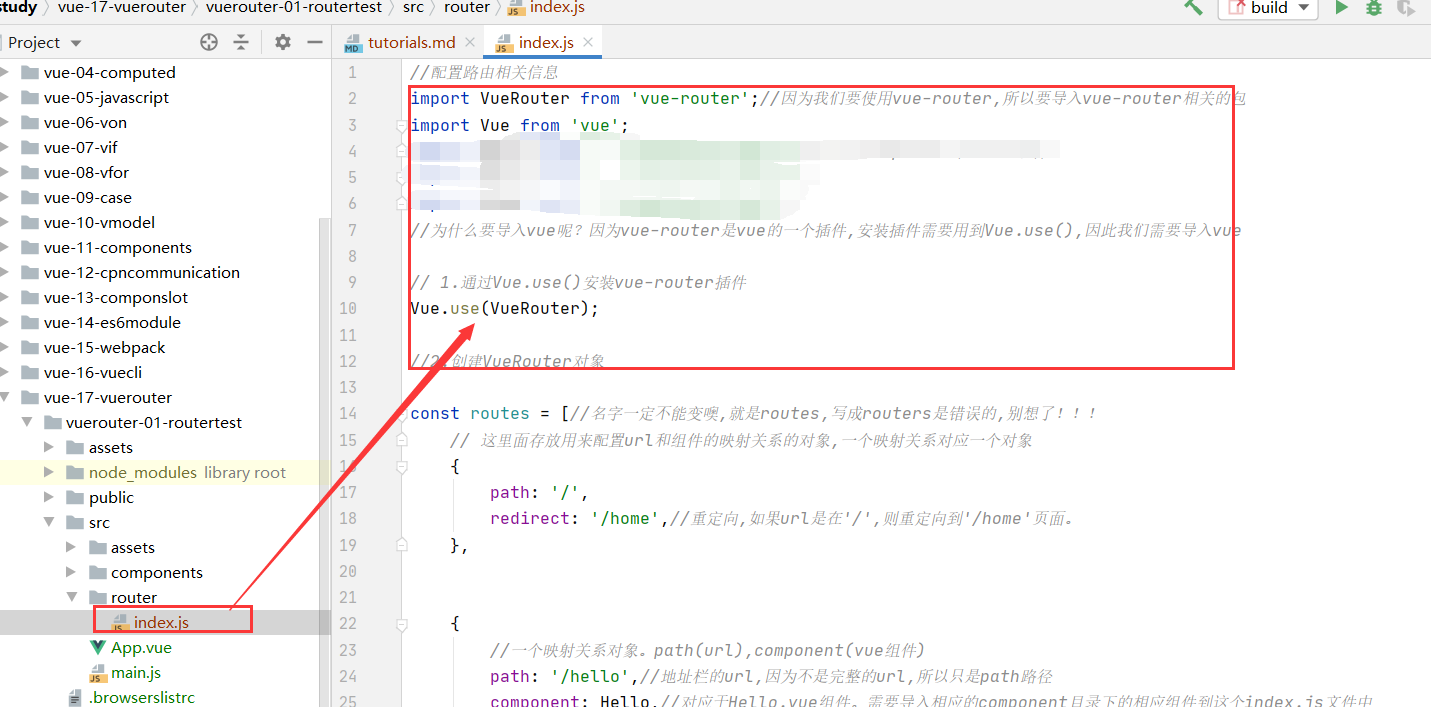 study 〉 vue-17-vuerouter 〉 vuerouter-01-routertest 〉 src 〉 router 〉 index.js
build
Project
tutorials.md
index.js
vue-04-computed
vue-05-javascript
vue-06-von
vue-07-vif
vue-08-vfor
vue-09-case
vue-10-vmodel
vue-11-components
vue-12-cpncommunication
vue-13-componslot
vue-14-es6module
vue-15-webpack
vue-16-vuecli
vue-17-vuerouter
vuerouter-01-routertest
assets
node_modules library root
public
src
assets
components
router
index.js
App.vue
main.js
.browserslistrc
1 //配置路由相关信息
2 import VueRouter from 'vue-router';//因为我们要使用vue-router,所以要导入vue-router相关的包
3 import Vue from 'vue';
4
5
6
7 //为什么要导入vue呢？因为vue-router是vue的一个插件,安装插件需要用到Vue.use(),因此我们需要导入vue
8
9 // 1.通过Vue.use()安装vue-router插件
10 Vue.use(VueRouter);
11
12 //2.创建VueRouter对象
13
14 const routes = [//名字一定不能变噢,就是routes,写成routers是错误的,别想了！！！
15 // 这里面存放用来配置url和组件的映射关系的对象,一个映射关系对应一个对象
16 {
17 path: '/',
18 redirect: '/home',//重定向,如果url是在'/',则重定向到'/home'页面。
19 },
20
21
22 {
23 //一个映射关系对象。path(url),component(vue组件)
24 path: '/hello',//地址栏的url,因为不是完整的url,所以只是path路径
25 component: Hello,//对应于Hello.vue组件。需要导入相应的component目录下的相应组件到这个index.js文件中